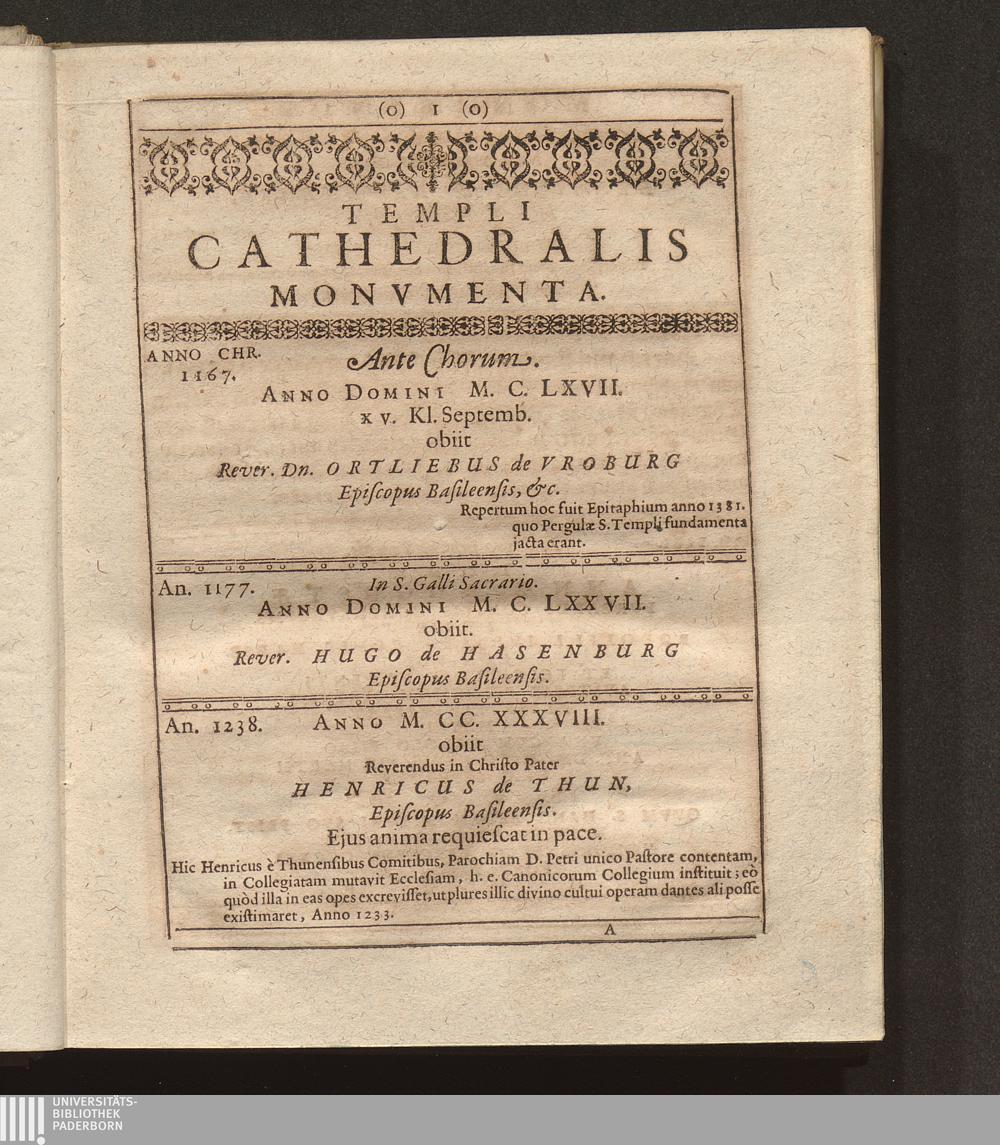 (o) 1 (o)
TEMPLI
CATHEDRALIS
MONVMENTA.
ANNO CHR.
1167.
Ante Chorum.
ANNO DOMINI M. C. LXVII.
xv. Kl. Septemb.
obiit
Rever. Dn. ORTLIEBUS de VROBURG
Epiſcopus Baſileenſis, &c.
Repertum hoc fuit Epitaphium anno 1381.
quo Pergulæ S. Templi fundamenta
jacta erant.
An. 1177.
In S. Galli Sacrario.
ANNO DOMINI M. C. LXXVII.
obiit.
Rever. HUGO de HASENBURG
Epiſcopus Baſileenſis.
An. 1238.
ANNO M. CC. XXXVIII.
obiit
Reverendus in Chriſto Pater
HENRICUS de THUN,
Epiſcopus Baſileenſis.
Ejus anima requieſcat in pace.
Hic Henricus è Thunenſibus Comitibus, Parochiam D. Petri unico Paſtore contentam,
in Collegiatam mutavit Eccleſiam, h. e. Canonicorum Collegium inſtituit; eò
quòd illa in eas opes excreviſſet, ut plures illic divino cultui operam dantes ali poſſe
exiſtimaret, Anno 1233.
A
UNIVERSITÄTS-
BIBLIOTHEK
PADERBORN